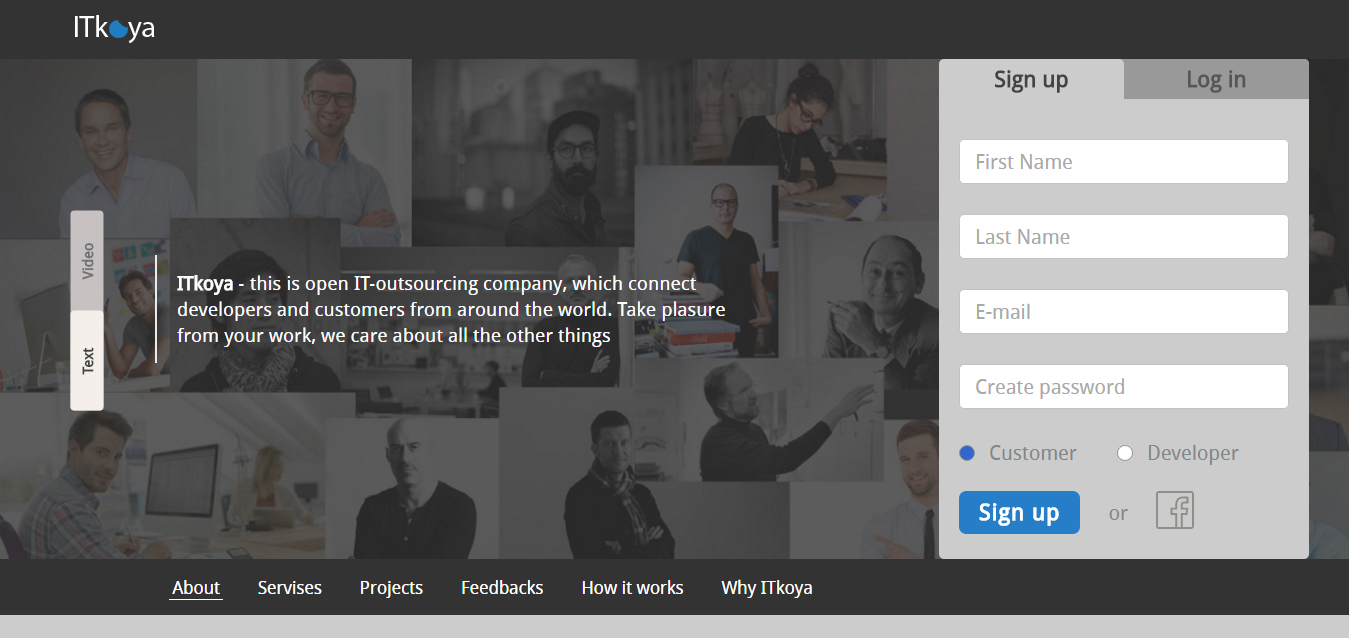 ITkoya
Sign up
Log in
First Name
Last Name
E-mail
Create password
Customer
Developer
Sign up
or
Video
Text
ITkoya - this is open IT-outsourcing company, which connect
developers and customers from around the world. Take plasure
from your work, we care about all the other things
About
Servises
Projects
Feedbacks
How it works
Why ITkoya